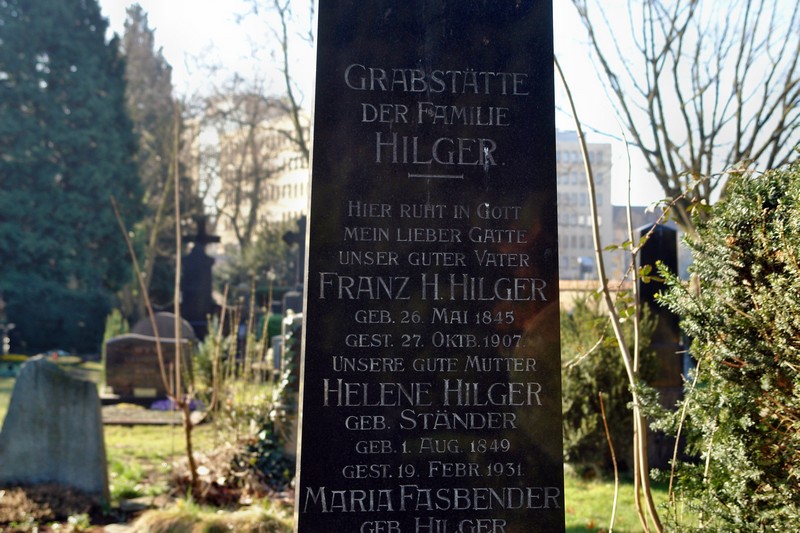 GRABSTÄTTE
DER FAMILIE
HILGER.
HIER RUHT IN GOTT
MEIN LIEBER GATTE
UNSER GUTER VATER
FRANZ H. HILGER
GEB. 26. MAI 1845
GEST. 27. OKTB. 1907.
UNSERE GUTE MUTTER
HELENE HILGER
GEB. STÄNDER
GEB. 1. AUG. 1849
GEST. 19. FEBR. 1931.
MARIA FASBENDER
GEB. HILGER